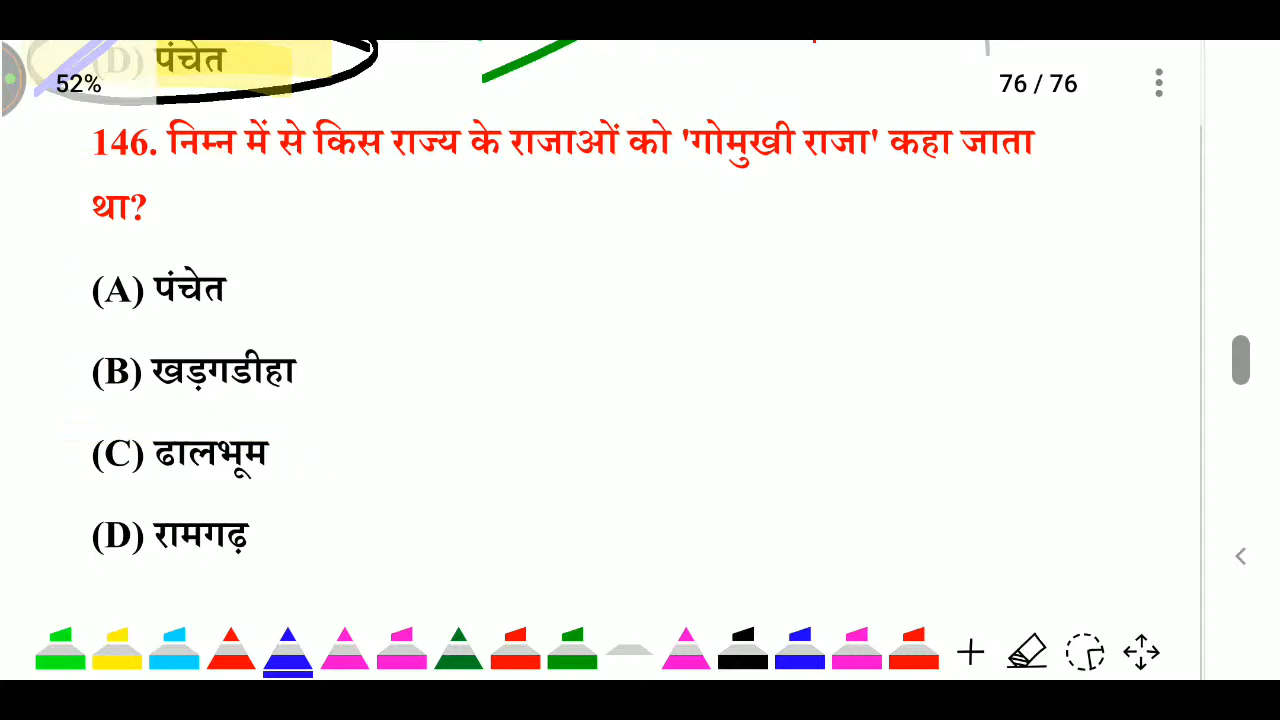 (D) पंचेत
52%
76 / 76
146. निम्न में से किस राज्य के राजाओं को 'गोमुखी राजा' कहा जाता
था?
(A) पंचेत
(B) खड़गडीहा
(C) ढालभूम
(D) रामगढ़